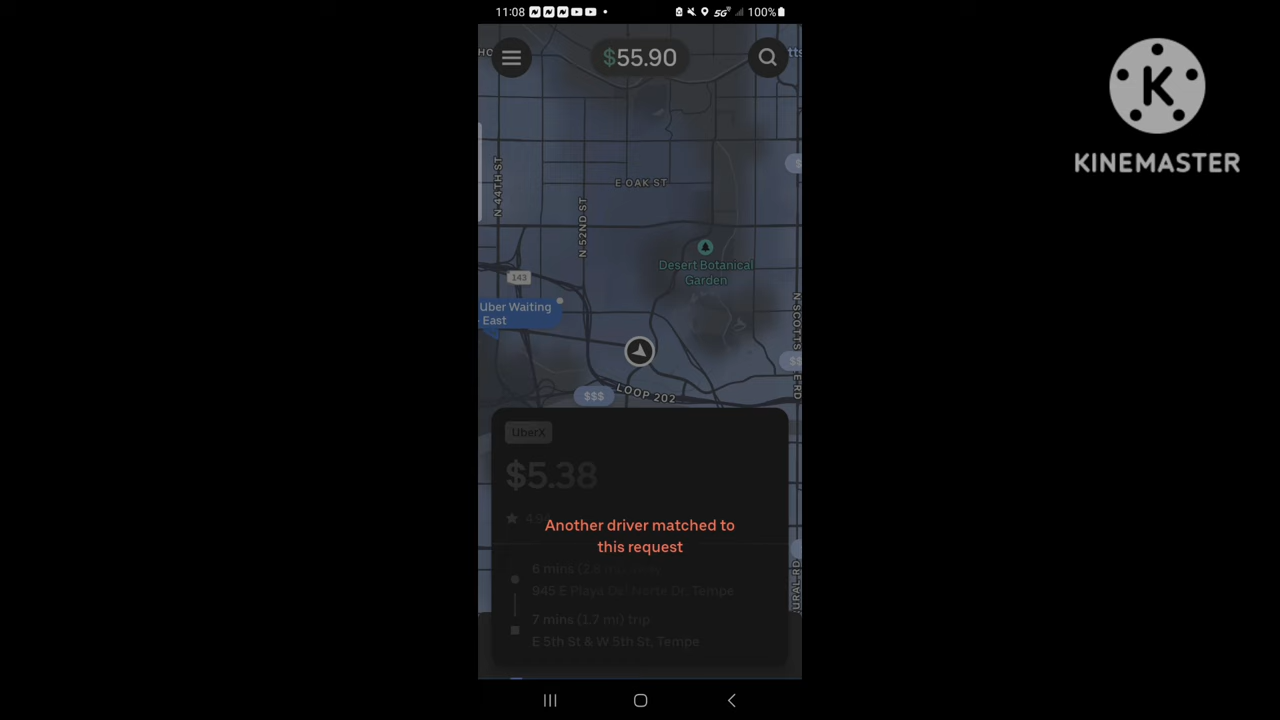 11:08
5G
100%
$55.90
N 44TH ST
E OAK ST
N 52ND ST
Desert Botanical
Garden
143
Uber Waiting
East
LOOP 202
$$$
UberX
$5.38
Another driver matched to
this request
6 mins
945 E Playa Del Norte Dr, Tempe
7 mins (1.7 mi) trip
E 5th St & W 5th St, Tempe
K
KINEMASTER